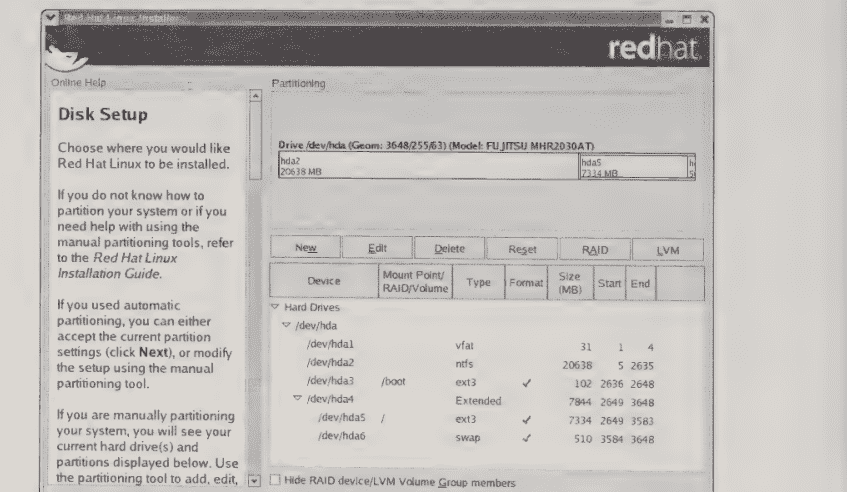 Red Hat Linux Installer
redhat
Online Help
Disk Setup
Choose where you would like
Red Hat Linux to be installed.
If you do not know how to
partition your system or if you
need help with using the
manual partitioning tools, refer
to the Red Hat Linux
Installation Guide.
If you used automatic
partitioning, you can either
accept the current partition
settings (click Next), or modify
the setup using the manual
partitioning tool.
If you are manually partitioning
your system, you will see your
current hard drive(s) and
partitions displayed below. Use
the partitioning tool to add, edit,
Partitioning
Drive /dev/hda (Geom: 3648/255/63) (Model: FUJITSU MHR2030AT)
hda2 hda5
20638 MB 7334 MB
New Edit Delete Reset RAID LVM
Device Mount Point/ RAID/Volume Type Format Size (MB) Start End
Hard Drives
/dev/hda
/dev/hda1 vfat 31 1 4
/dev/hda2 ntfs 20638 5 2635
/dev/hda3 /boot ext3 ✓ 102 2636 2648
/dev/hda4 Extended 7844 2649 3648
/dev/hda5 / ext3 ✓ 7334 2649 3583
/dev/hda6 swap ✓ 510 3584 3648
Hide RAID device/LVM Volume Group members